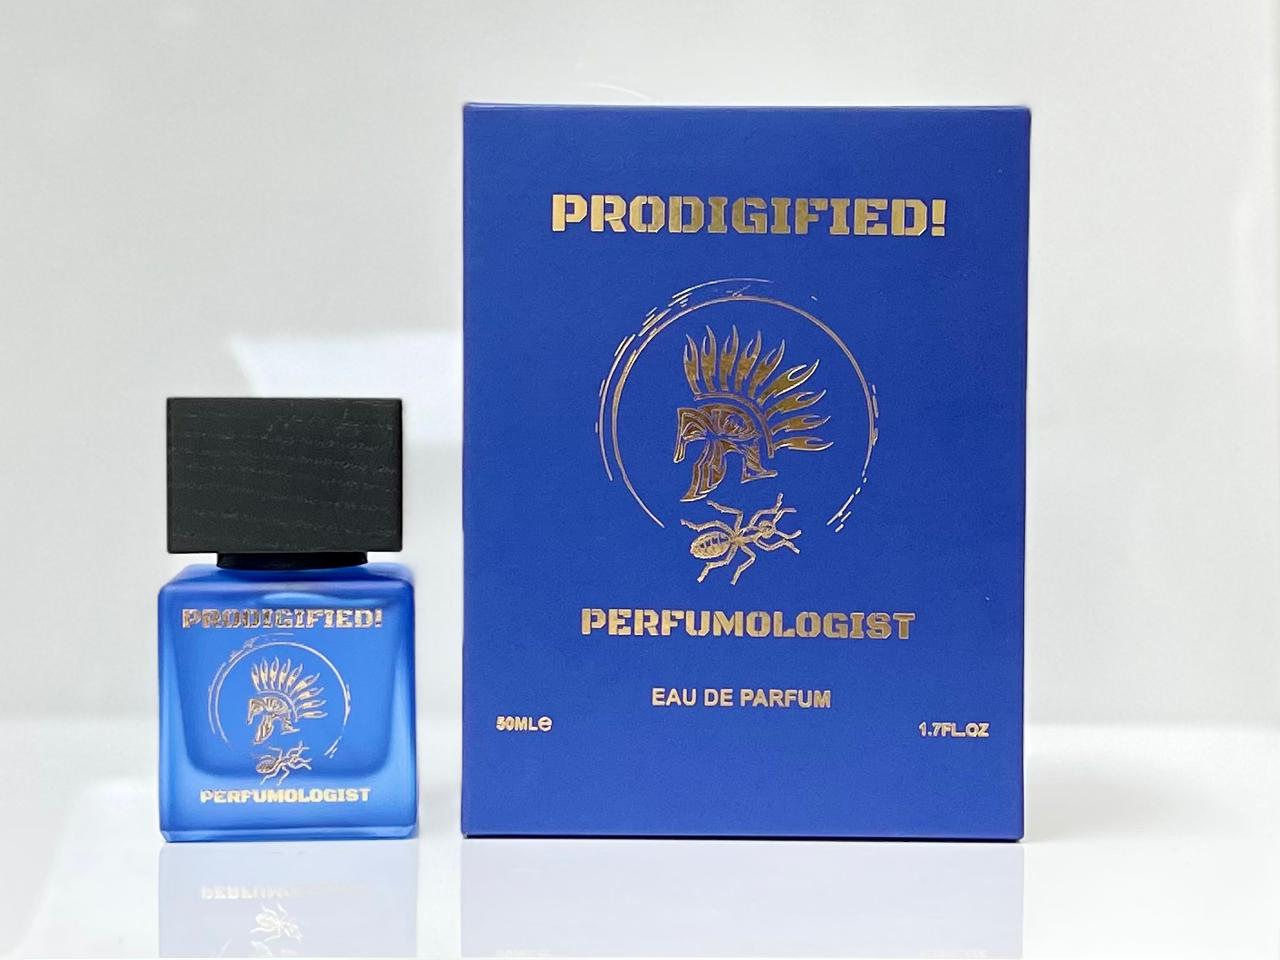 PRODIGIFIED!
PERFUMOLOGIST
EAU DE PARFUM
50ML℮
1.7FL.OZ
PRODIGIFIED!
PERFUMOLOGIST